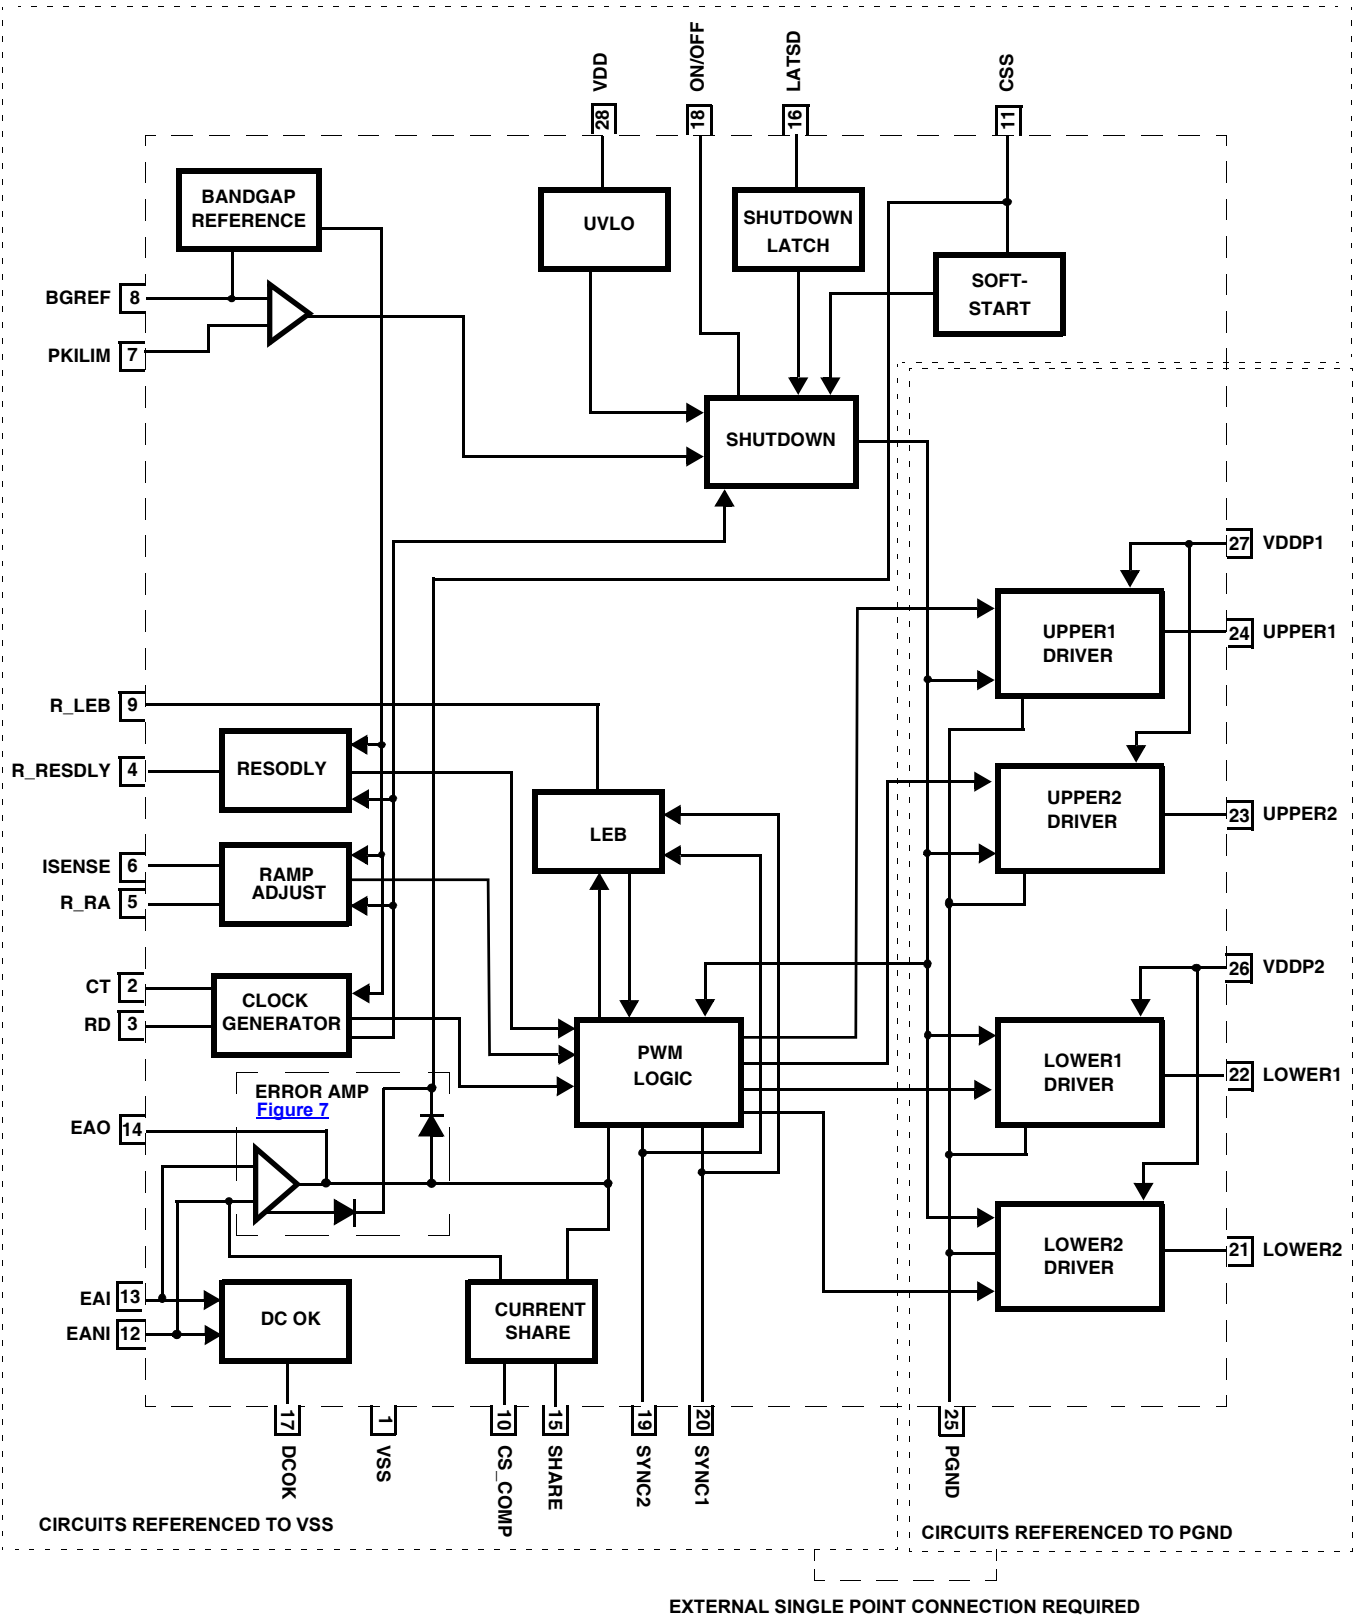 VDD
ON/OFF
LATSD
CSS
28
18
16
11
BANDGAP
REFERENCE
UVLO
SHUTDOWN
LATCH
SOFT-
START
BGREF 8
PKILIM 7
SHUTDOWN
27 VDDP1
UPPER1
DRIVER
24 UPPER1
R_LEB 9
R_RESDLY 4
RESODLY
LEB
UPPER2
DRIVER
23 UPPER2
ISENSE 6
R_RA 5
RAMP
ADJUST
26 VDDP2
CT 2
RD 3
CLOCK
GENERATOR
PWM
LOGIC
LOWER1
DRIVER
22 LOWER1
ERROR AMP
Figure 7
EAO 14
LOWER2
DRIVER
21 LOWER2
EAI 13
EANI 12
DC OK
CURRENT
SHARE
17
1
10
15
19
20
25
DCOK
VSS
CS_COMP
SHARE
SYNC2
SYNC1
PGND
CIRCUITS REFERENCED TO VSS
CIRCUITS REFERENCED TO PGND
EXTERNAL SINGLE POINT CONNECTION REQUIRED